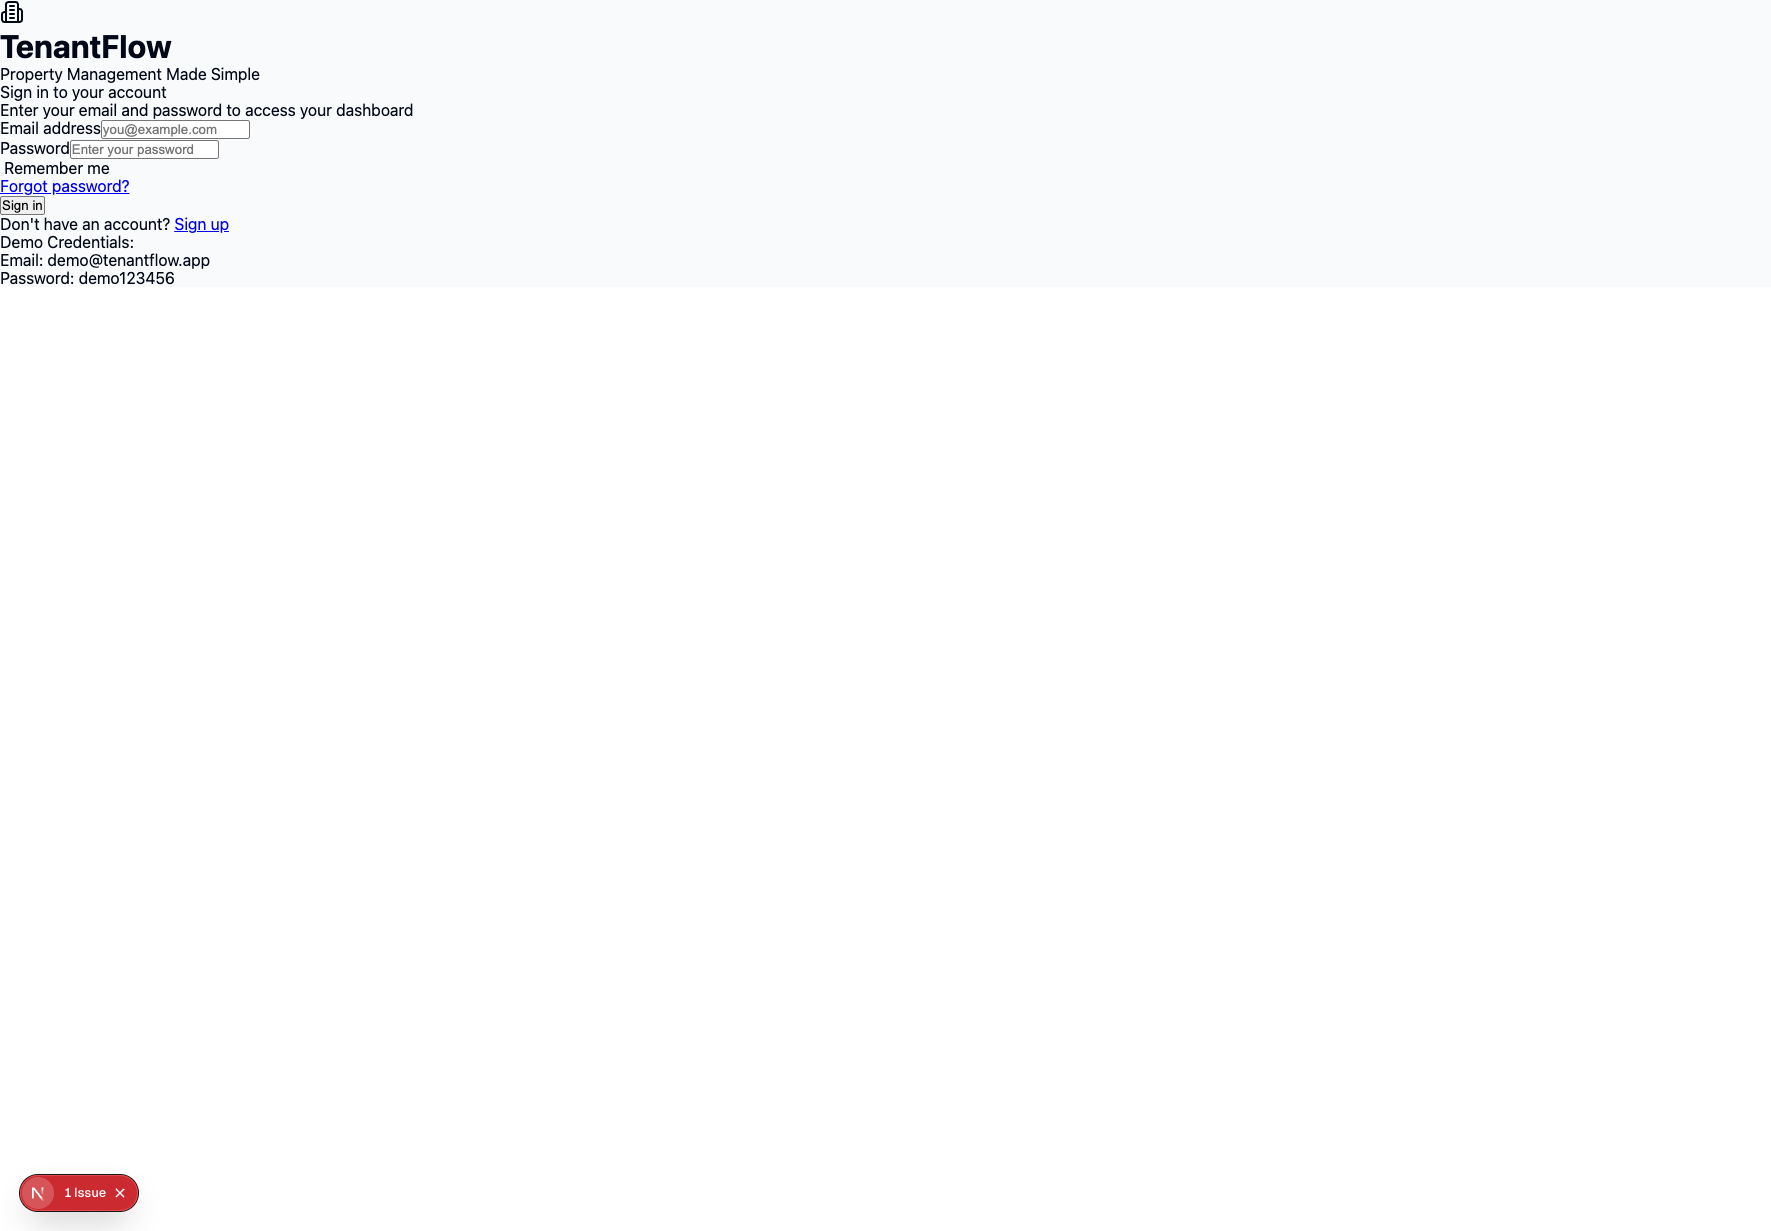 TenantFlow
Property Management Made Simple
Sign in to your account
Enter your email and password to access your dashboard
Email address you@example.com
Password Enter your password
Remember me
Forgot password?
Sign in
Don't have an account? Sign up
Demo Credentials:
Email: demo@tenantflow.app
Password: demo123456
N 1 Issue